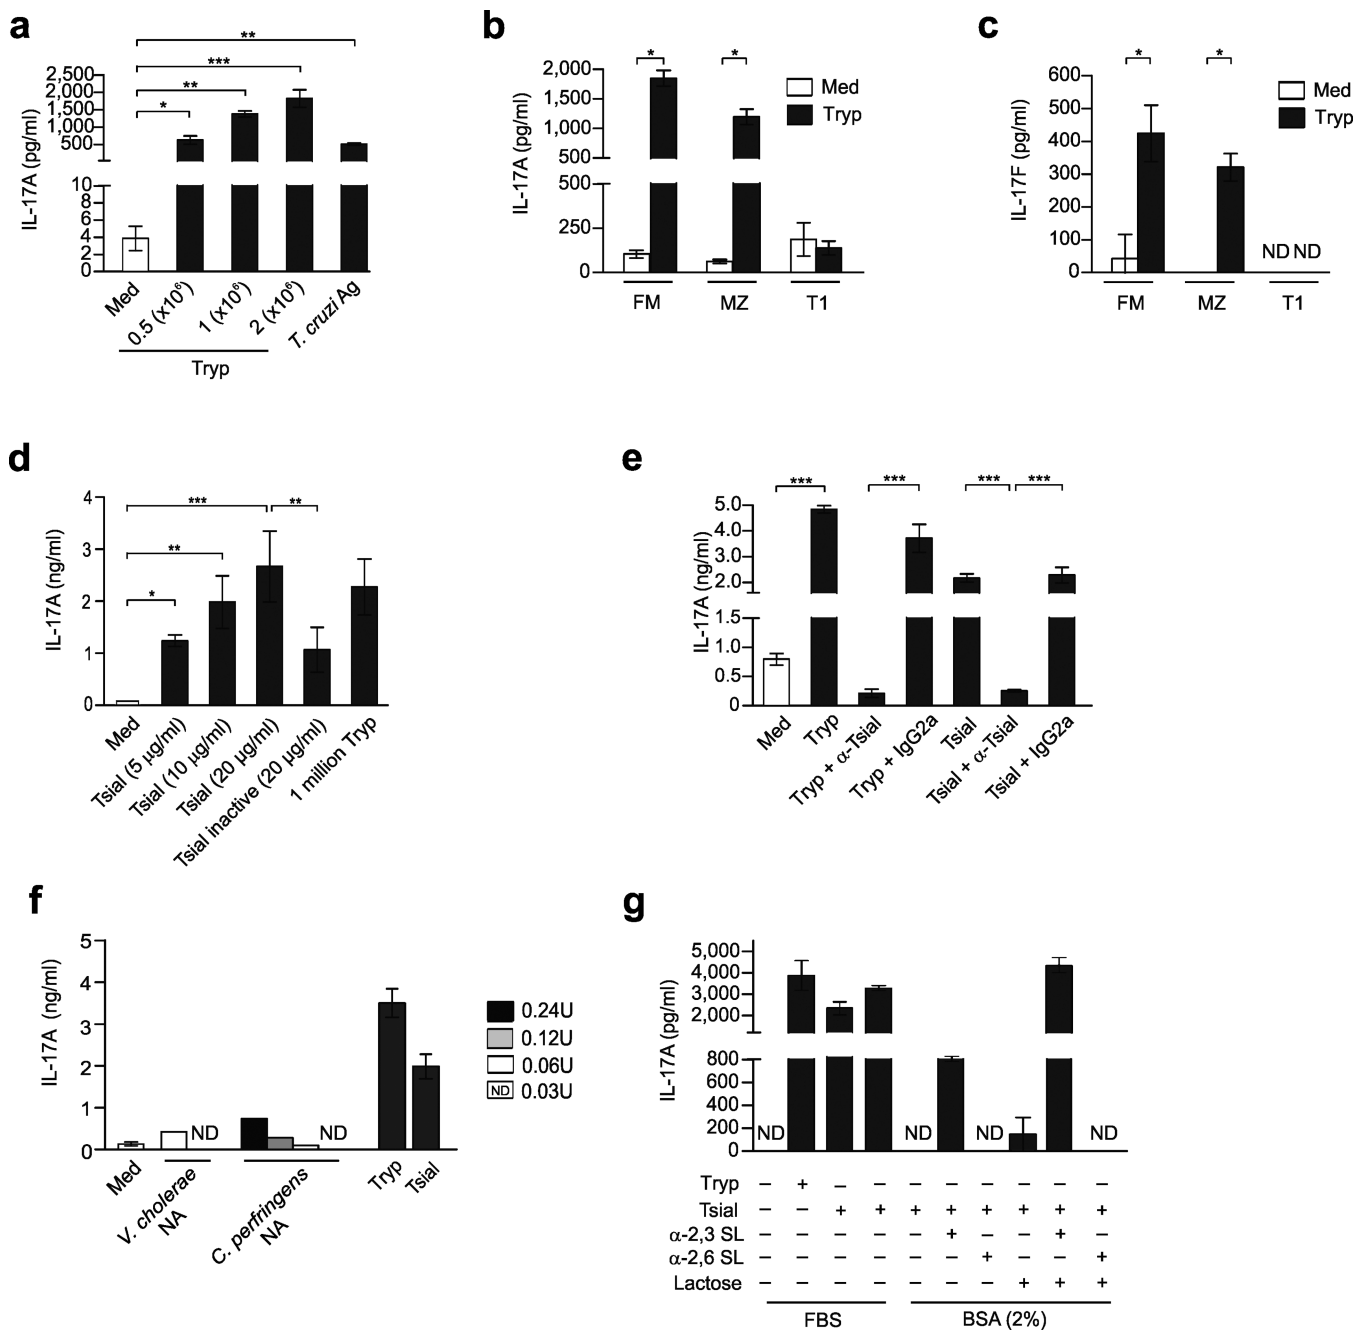 a
IL-17A (pg/ml)
2,500
2,000
1,500
1,000
500
10
8
6
4
2
0
*
**
***
**
Med
0.5 (x10⁶)
1 (x10⁶)
2 (x10⁶)
T. cruzi Ag
Tryp
b
IL-17A (pg/ml)
2,000
1,500
1,000
500
500
250
0
* *
Med
Tryp
FM MZ T1
c
IL-17F (pg/ml)
600
500
400
300
200
100
0
* *
Med
Tryp
ND ND
FM MZ T1
d
IL-17A (ng/ml)
4
3
2
1
0
*** **
**
*
Med
Tsial (5 µg/ml)
Tsial (10 µg/ml)
Tsial (20 µg/ml)
Tsial inactive (20 µg/ml)
1 million Tryp
e
IL-17A (ng/ml)
5.0
4.0
3.0
2.0
1.5
1.0
0.5
0
*** *** *** ***
Med
Tryp
Tryp + α-Tsial
Tryp + IgG2a
Tsial
Tsial + α-Tsial
Tsial + IgG2a
f
IL-17A (ng/ml)
5
4
3
2
1
0
ND ND
0.24U
0.12U
0.06U
ND 0.03U
Med
V. cholerae
NA
C. perfringens
NA
Tryp
Tsial
g
IL-17A (pg/ml)
5,000
4,000
3,000
2,000
800
600
400
200
0
ND ND ND ND
Tryp – + – – – – – – – –
Tsial – – + + + + + + + +
α-2,3 SL – – – – – + – – + –
α-2,6 SL – – – – – – + – – +
Lactose – – – – – – – + + +
FBS BSA (2%)